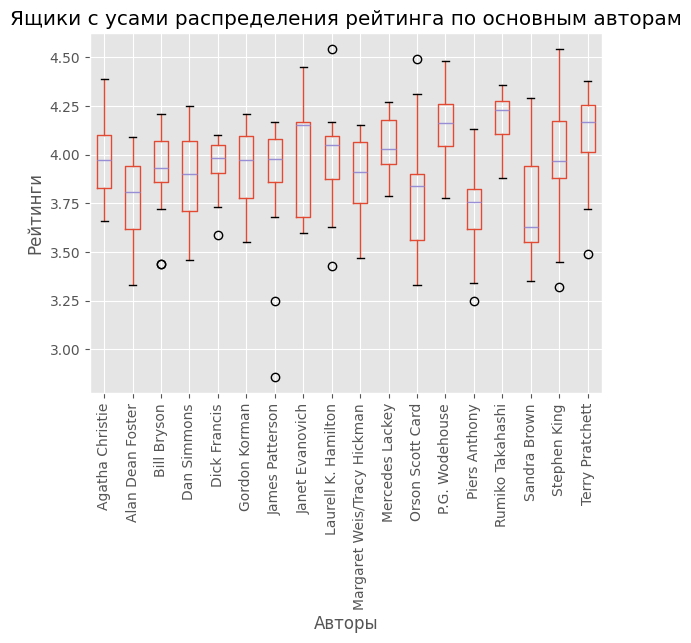 Ящики с усами распределения рейтинга по основным авторам
4.50
4.25
4.00
3.75
3.50
3.25
3.00
Рейтинги
Agatha Christie
Alan Dean Foster
Bill Bryson
Dan Simmons
Dick Francis
Gordon Korman
James Patterson
Janet Evanovich
Laurell K. Hamilton
Margaret Weis/Tracy Hickman
Mercedes Lackey
Orson Scott Card
P.G. Wodehouse
Piers Anthony
Rumiko Takahashi
Sandra Brown
Stephen King
Terry Pratchett
Авторы